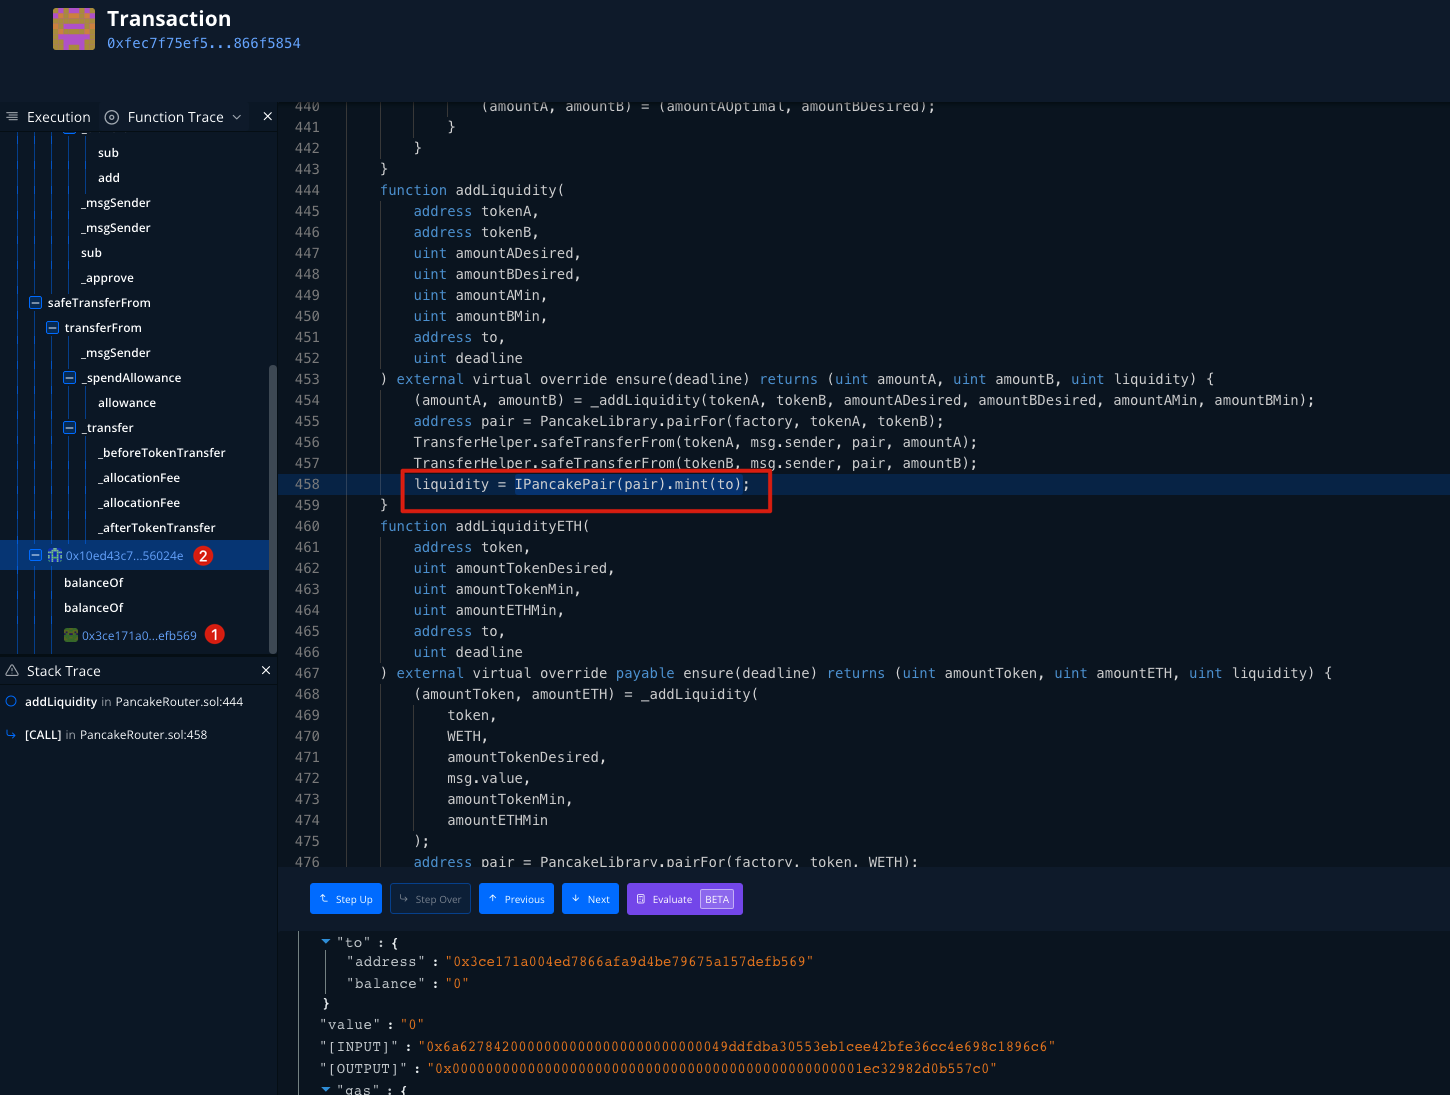 Transaction
0xfec7f75ef5...866f5854
Execution
Function Trace
sub
add
_msgSender
_msgSender
sub
_approve
safeTransferFrom
transferFrom
_msgSender
_spendAllowance
allowance
_transfer
_beforeTokenTransfer
_allocationFee
_allocationFee
_afterTokenTransfer
0x10ed43c7...56024e 2
balanceOf
balanceOf
0x3ce171a0...efb569 1
Stack Trace
addLiquidity in PancakeRouter.sol:444
[CALL] in PancakeRouter.sol:458
440 (amountA, amountB) = (amountAOptimal, amountBDesired);
441 }
442 }
443 }
444 function addLiquidity(
445 address tokenA,
446 address tokenB,
447 uint amountADesired,
448 uint amountBDesired,
449 uint amountAMin,
450 uint amountBMin,
451 address to,
452 uint deadline
453 ) external virtual override ensure(deadline) returns (uint amountA, uint amountB, uint liquidity) {
454 (amountA, amountB) = _addLiquidity(tokenA, tokenB, amountADesired, amountBDesired, amountAMin, amountBMin);
455 address pair = PancakeLibrary.pairFor(factory, tokenA, tokenB);
456 TransferHelper.safeTransferFrom(tokenA, msg.sender, pair, amountA);
457 TransferHelper.safeTransferFrom(tokenB, msg.sender, pair, amountB);
458 liquidity = IPancakePair(pair).mint(to);
459 }
460 function addLiquidityETH(
461 address token,
462 uint amountTokenDesired,
463 uint amountTokenMin,
464 uint amountETHMin,
465 address to,
466 uint deadline
467 ) external virtual override payable ensure(deadline) returns (uint amountToken, uint amountETH, uint liquidity) {
468 (amountToken, amountETH) = _addLiquidity(
469 token,
470 WETH,
471 amountTokenDesired,
472 msg.value,
473 amountTokenMin,
474 amountETHMin
475 );
476 address pair = PancakeLibrary.pairFor(factory, token, WETH);
Step Up
Step Over
Previous
Next
Evaluate BETA
"to" : {
"address" : "0x3ce171a004ed7866afa9d4be79675a157defb569"
"balance" : "0"
}
"value" : "0"
"[INPUT]" : "0x6a62784200000000000000000000000049ddfdba30553eb1cee42bfe36cc4e698c1896c6"
"[OUTPUT]" : "0x000000000000000000000000000000000000000000000001ec32982d0b557c0"
"gas" : {